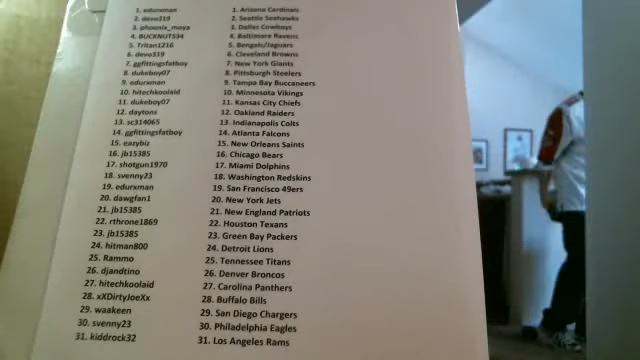 1. edurxman 1. Arizona Cardinals
2. devo319 2. Seattle Seahawks
3. phoenix_moya 3. Dallas Cowboys
4. BUCKNUT534 4. Baltimore Ravens
5. Tritan1216 5. Bengals/Jaguars
6. devo319 6. Cleveland Browns
7. ggfittingsfatboy 7. New York Giants
8. dukeboy07 8. Pittsburgh Steelers
9. edurxman 9. Tampa Bay Buccaneers
10. hitechkoolaid 10. Minnesota Vikings
11. dukeboy07 11. Kansas City Chiefs
12. daytons 12. Oakland Raiders
13. sc314065 13. Indianapolis Colts
14. ggfittingsfatboy 14. Atlanta Falcons
15. eazybiz 15. New Orleans Saints
16. jb15385 16. Chicago Bears
17. shotgun1970 17. Miami Dolphins
18. svenny23 18. Washington Redskins
19. edurxman 19. San Francisco 49ers
20. dawgfan1 20. New York Jets
21. jb15385 21. New England Patriots
22. rthrone1869 22. Houston Texans
23. jb15385 23. Green Bay Packers
24. hitman800 24. Detroit Lions
25. Rammo 25. Tennessee Titans
26. djandtino 26. Denver Broncos
27. hitechkoolaid 27. Carolina Panthers
28. xXDirtyJoeXx 28. Buffalo Bills
29. waakeen 29. San Diego Chargers
30. svenny23 30. Philadelphia Eagles
31. kiddrock32 31. Los Angeles Rams